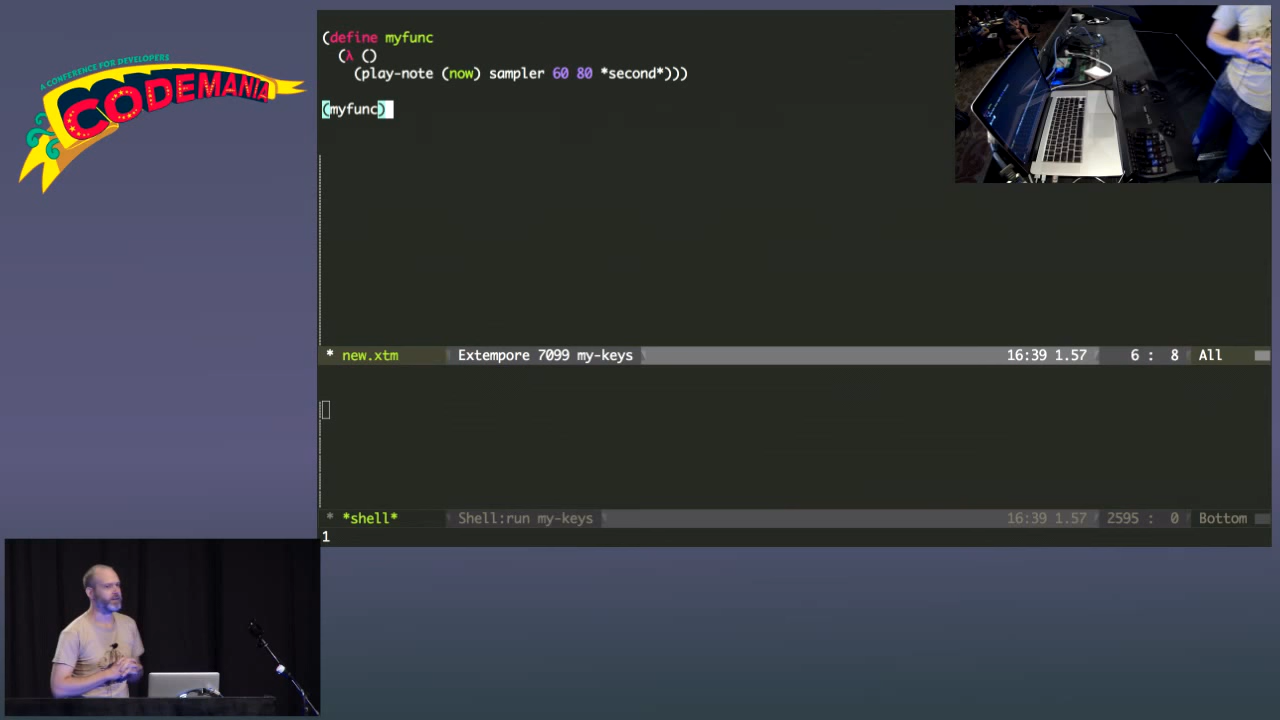 A CONFERENCE FOR DEVELOPERS
CODEMANIA
(define myfunc
(λ ()
(play-note (now) sampler 60 80 *second*)))
(myfunc)
* new.xtm Extempore 7099 my-keys 16:39 1.57 6 : 8 All
* *shell* Shell:run my-keys 16:39 1.57 2595 : 0 Bottom
1